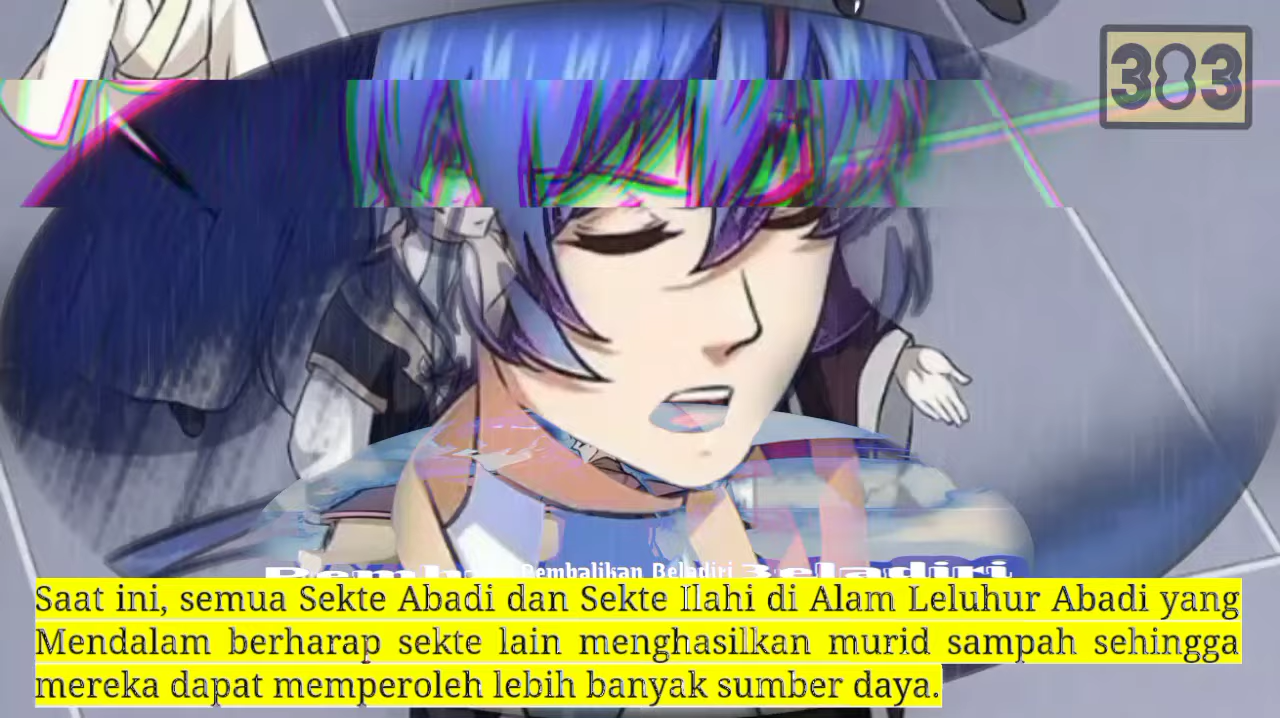 383
Pembalikan Beladiri
Saat ini, semua Sekte Abadi dan Sekte Ilahi di Alam Leluhur Abadi yang
Mendalam berharap sekte lain menghasilkan murid sampah sehingga
mereka dapat memperoleh lebih banyak sumber daya.